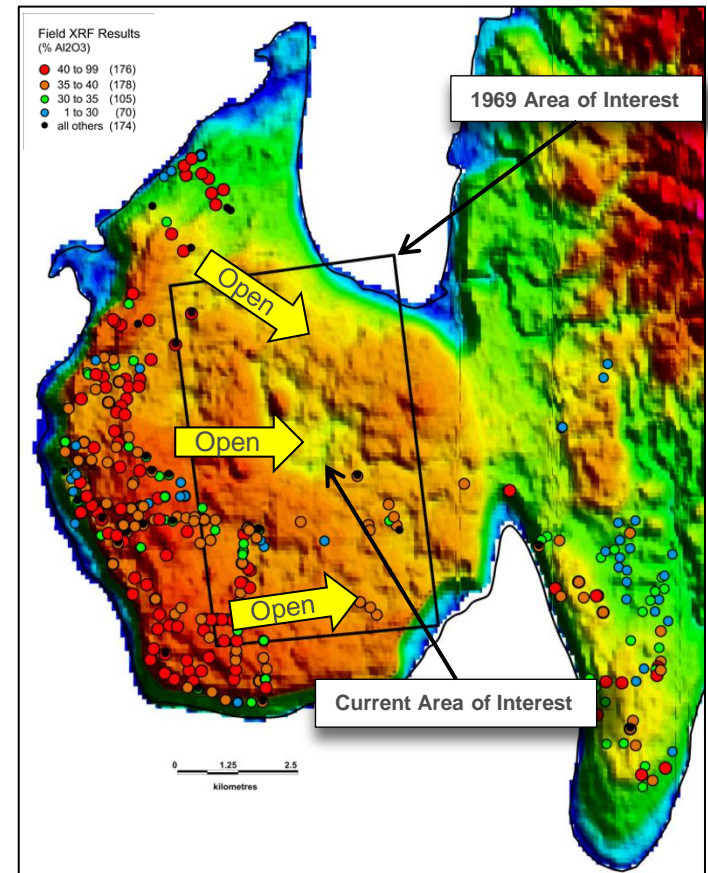 Field XRF Results
(% Al2O3)
40 to 99 (176)
35 to 40 (178)
30 to 35 (105)
1 to 30 (70)
all others (174)
1969 Area of Interest
Open
Open
Open
Current Area of Interest
0 1.25 2.5
kilometres